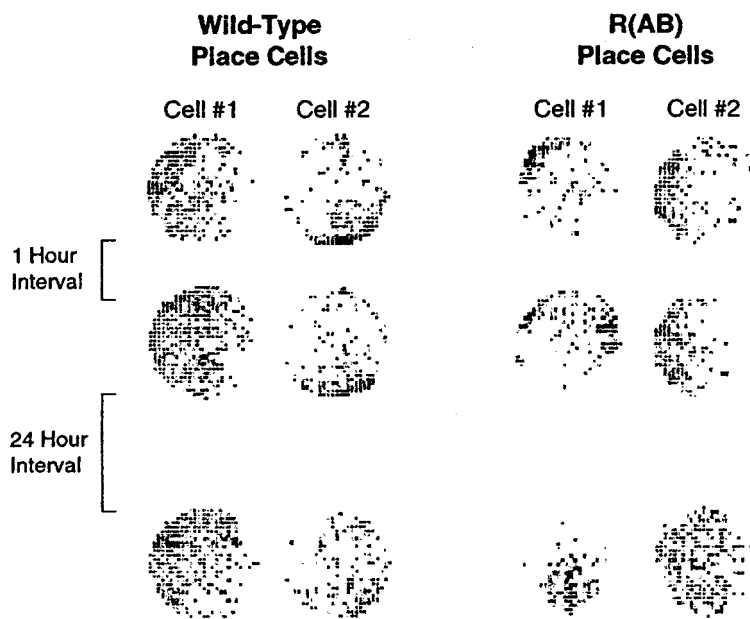 Wild-Type
Place Cells
R(AB)
Place Cells
Cell #1
Cell #2
Cell #1
Cell #2
1 Hour
Interval
24 Hour
Interval